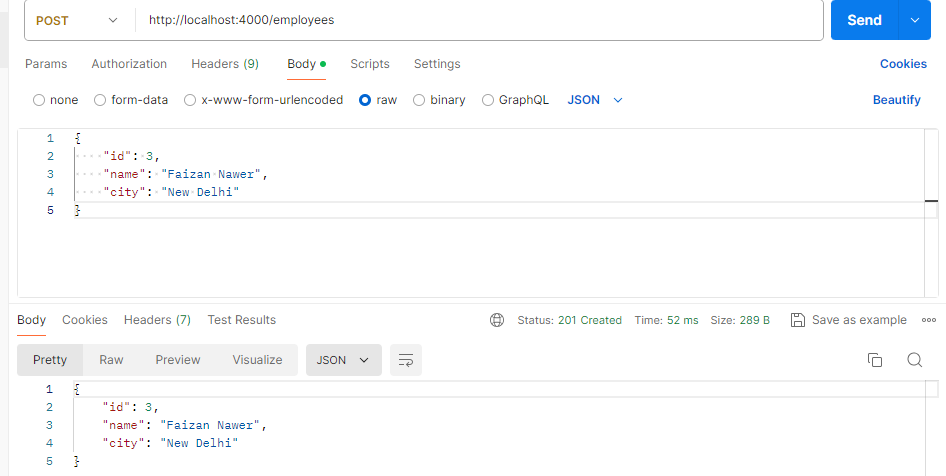 POST http://localhost:4000/employees Send
Params Authorization Headers (9) Body Scripts Settings Cookies
none form-data x-www-form-urlencoded raw binary GraphQL JSON Beautify
1 {
2 "id": 3,
3 "name": "Faizan Nawer",
4 "city": "New Delhi"
5 }
Body Cookies Headers (7) Test Results Status: 201 Created Time: 52 ms Size: 289 B Save as example
Pretty Raw Preview Visualize JSON
1 {
2 "id": 3,
3 "name": "Faizan Nawer",
4 "city": "New Delhi"
5 }